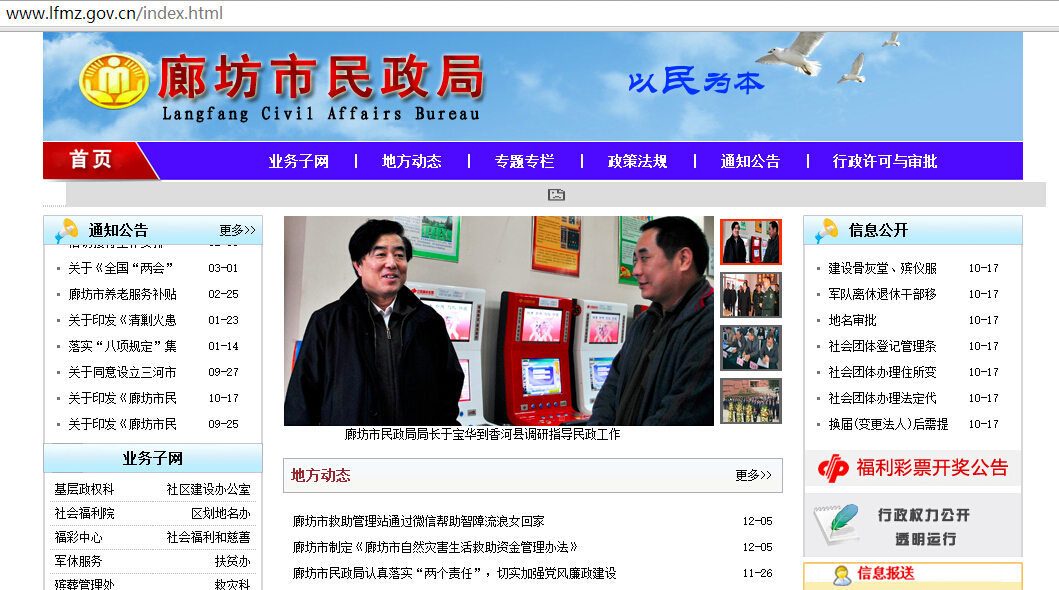 www.lfmz.gov.cn/index.html
廊坊市民政局
Langfang Civil Affairs Bureau
以民为本
首页
业务子网 | 地方动态 | 专题专栏 | 政策法规 | 通知公告 | 行政许可与审批
通知公告 更多>>
关于《全国“两会” 03-01
廊坊市养老服务补贴 02-25
关于印发《清剿火患 01-23
落实“八项规定”集 01-14
关于同意设立三河市 09-27
关于印发《廊坊市民 10-17
关于印发《廊坊市民 09-25
业务子网
基层政权科 社区建设办公室
社会福利院 区划地名办
福彩中心 社会福利和慈善
军休服务 扶贫办
殡葬管理处 救灾科
廊坊市民政局局长于宝华到香河县调研指导民政工作
地方动态 更多>>
廊坊市救助管理站通过微信帮助智障流浪女回家 12-05
廊坊市制定《廊坊市自然灾害生活救助资金管理办法》 12-05
廊坊市民政局认真落实“两个责任”，切实加强党风廉政建设 11-26
信息公开
建设骨灰堂、殡仪服 10-17
军队离休退休干部移 10-17
地名审批 10-17
社会团体登记管理条 10-17
社会团体办理住所变 10-17
社会团体办理法定代 10-17
换届(变更法人)后需提 10-17
福利彩票开奖公告
行政权力公开
透明运行
信息报送